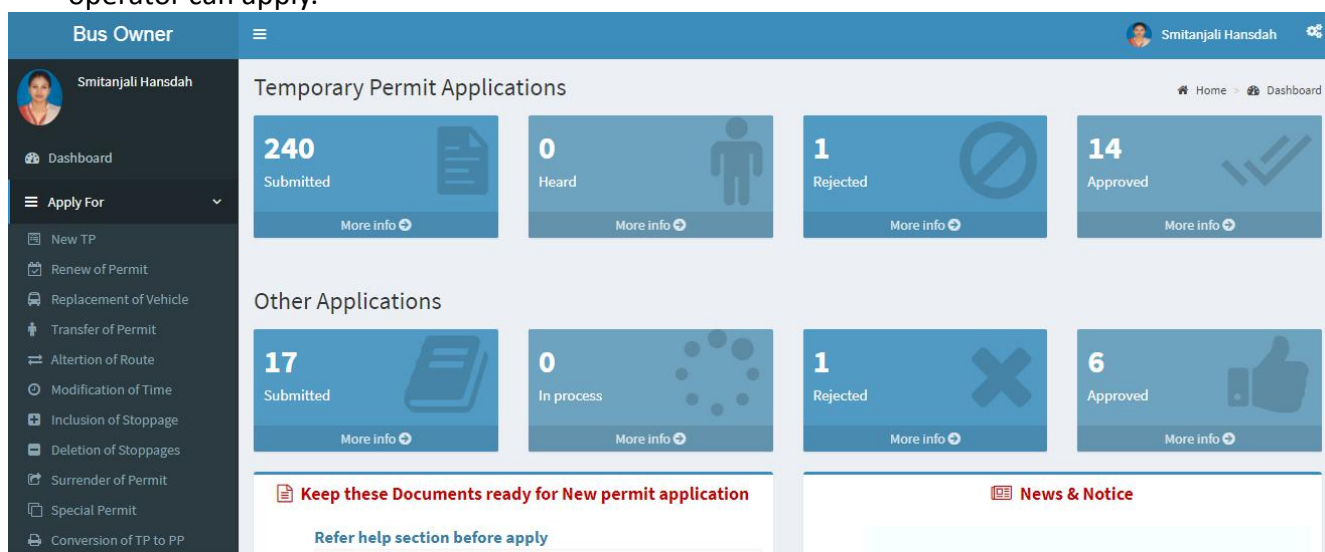 operator can apply.
Bus Owner
Smitanjali Hansdah
Smitanjali Hansdah
Dashboard
Apply For
New TP
Renew of Permit
Replacement of Vehicle
Transfer of Permit
Altertion of Route
Modification of Time
Inclusion of Stoppage
Deletion of Stoppages
Surrender of Permit
Special Permit
Conversion of TP to PP
Temporary Permit Applications
Home > Dashboard
240
Submitted
More info
0
Heard
More info
1
Rejected
More info
14
Approved
More info
Other Applications
17
Submitted
More info
0
In process
More info
1
Rejected
More info
6
Approved
More info
Keep these Documents ready for New permit application
Refer help section before apply
News & Notice